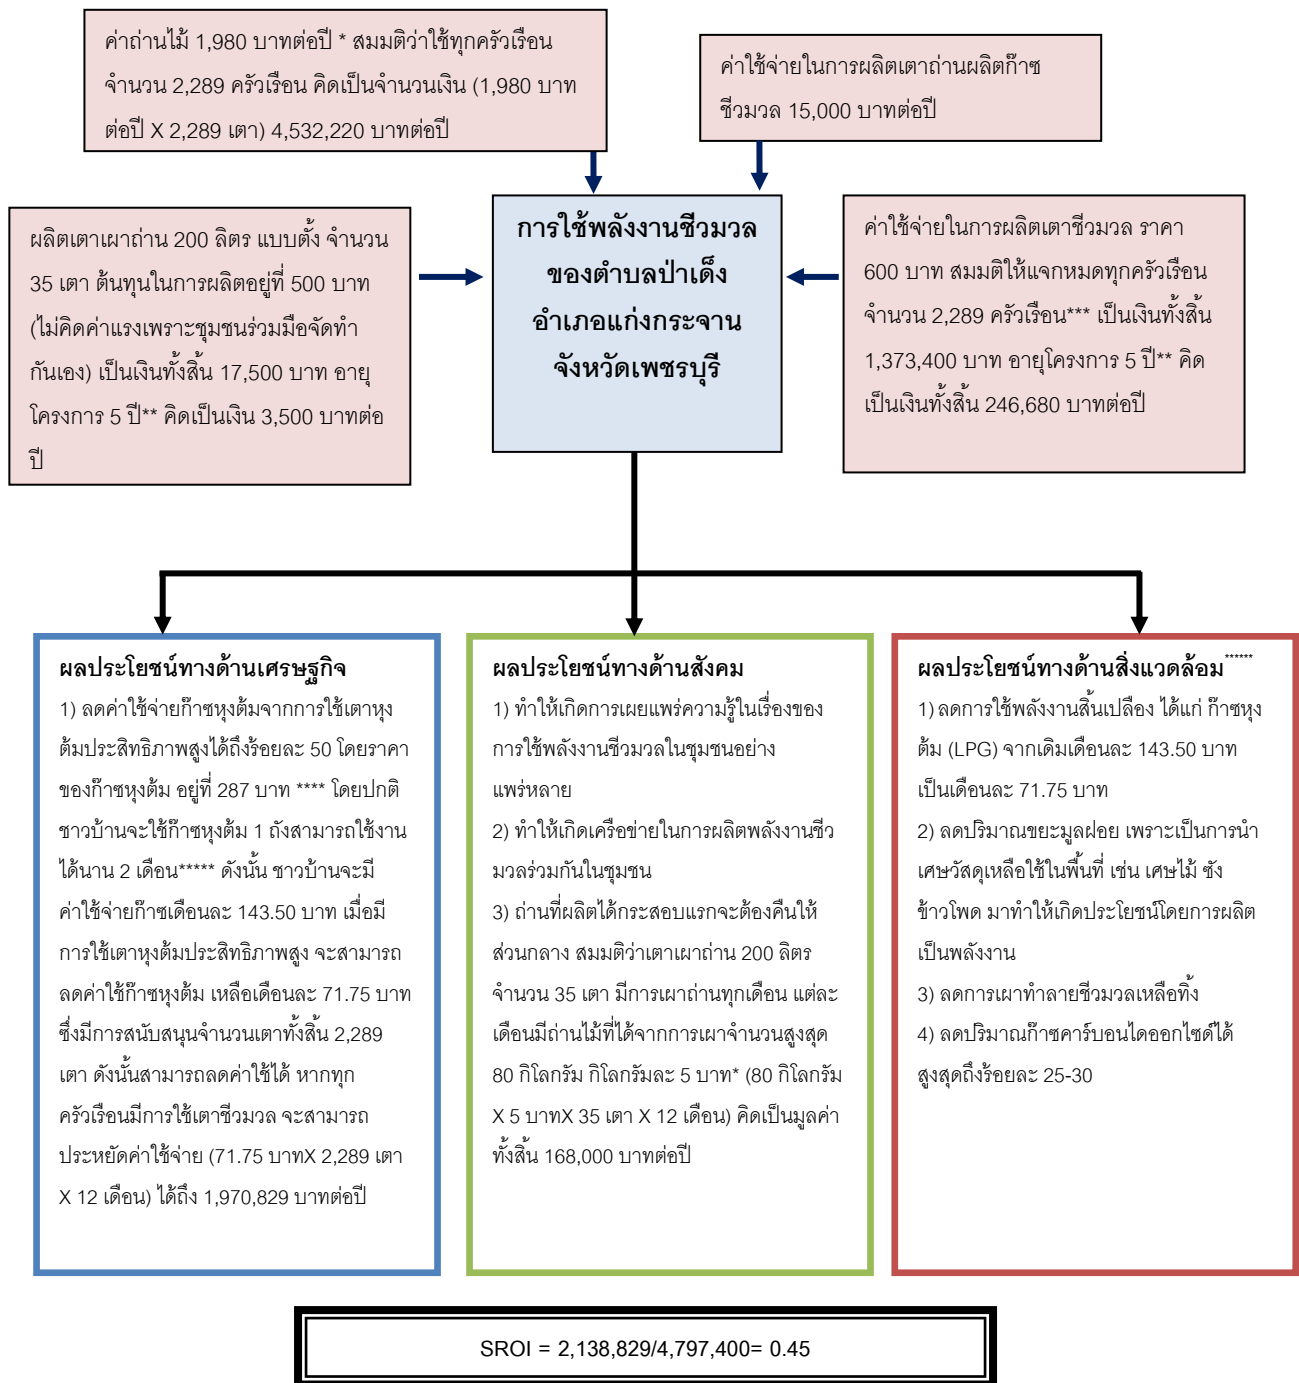 ค่าถ่านไม้ 1,980 บาทต่อปี * สมมติว่าใช้ทุกครัวเรือน
จำนวน 2,289 ครัวเรือน คิดเป็นจำนวนเงิน (1,980 บาท
ต่อปี X 2,289 เตา) 4,532,220 บาทต่อปี
ค่าใช้จ่ายในการผลิตเตาถ่านผลิตก๊าซ
ชีวมวล 15,000 บาทต่อปี
ผลิตเตาเผาถ่าน 200 ลิตร แบบตั้ง จำนวน
35 เตา ต้นทุนในการผลิตอยู่ที่ 500 บาท
(ไม่คิดค่าแรงเพราะชุมชนร่วมมือจัดทำ
กันเอง) เป็นเงินทั้งสิ้น 17,500 บาท อายุ
โครงการ 5 ปี** คิดเป็นเงิน 3,500 บาทต่อ
ปี
การใช้พลังงานชีวมวล
ของตำบลป่าเด็ง
อำเภอแก่งกระจาน
จังหวัดเพชรบุรี
ค่าใช้จ่ายในการผลิตเตาชีวมวล ราคา
600 บาท สมมติให้แจกหมดทุกครัวเรือน
จำนวน 2,289 ครัวเรือน*** เป็นเงินทั้งสิ้น
1,373,400 บาท อายุโครงการ 5 ปี** คิด
เป็นเงินทั้งสิ้น 246,680 บาทต่อปี
ผลประโยชน์ทางด้านเศรษฐกิจ
1) ลดค่าใช้จ่ายก๊าซหุงต้มจากการใช้เตาหุง
ต้มประสิทธิภาพสูงได้ถึงร้อยละ 50 โดยราคา
ของก๊าซหุงต้ม อยู่ที่ 287 บาท **** โดยปกติ
ชาวบ้านจะใช้ก๊าซหุงต้ม 1 ถังสามารถใช้งาน
ได้นาน 2 เดือน***** ดังนั้น ชาวบ้านจะมี
ค่าใช้จ่ายก๊าซเดือนละ 143.50 บาท เมื่อมี
การใช้เตาหุงต้มประสิทธิภาพสูง จะสามารถ
ลดค่าใช้ก๊าซหุงต้ม เหลือเดือนละ 71.75 บาท
ซึ่งมีการสนับสนุนจำนวนเตาทั้งสิ้น 2,289
เตา ดังนั้นสามารถลดค่าใช้ได้ หากทุก
ครัวเรือนมีการใช้เตาชีวมวล จะสามารถ
ประหยัดค่าใช้จ่าย (71.75 บาทX 2,289 เตา
X 12 เดือน) ได้ถึง 1,970,829 บาทต่อปี
ผลประโยชน์ทางด้านสังคม
1) ทำให้เกิดการเผยแพร่ความรู้ในเรื่องของ
การใช้พลังงานชีวมวลในชุมชนอย่าง
แพร่หลาย
2) ทำให้เกิดเครือข่ายในการผลิตพลังงานชีว
มวลร่วมกันในชุมชน
3) ถ่านที่ผลิตได้กระสอบแรกจะต้องคืนให้
ส่วนกลาง สมมติว่าเตาเผาถ่าน 200 ลิตร
จำนวน 35 เตา มีการเผาถ่านทุกเดือน แต่ละ
เดือนมีถ่านไม้ที่ได้จากการเผาจำนวนสูงสุด
80 กิโลกรัม กิโลกรัมละ 5 บาท* (80 กิโลกรัม
X 5 บาทX 35 เตา X 12 เดือน) คิดเป็นมูลค่า
ทั้งสิ้น 168,000 บาทต่อปี
ผลประโยชน์ทางด้านสิ่งแวดล้อม******
1) ลดการใช้พลังงานสิ้นเปลือง ได้แก่ ก๊าซหุง
ต้ม (LPG) จากเดิมเดือนละ 143.50 บาท
เป็นเดือนละ 71.75 บาท
2) ลดปริมาณขยะมูลฝอย เพราะเป็นการนำ
เศษวัสดุเหลือใช้ในพื้นที่ เช่น เศษไม้ ซัง
ข้าวโพด มาทำให้เกิดประโยชน์โดยการผลิต
เป็นพลังงาน
3) ลดการเผาทำลายชีวมวลเหลือทิ้ง
4) ลดปริมาณก๊าซคาร์บอนไดออกไซด์ได้
สูงสุดถึงร้อยละ 25-30
SROI = 2,138,829/4,797,400= 0.45